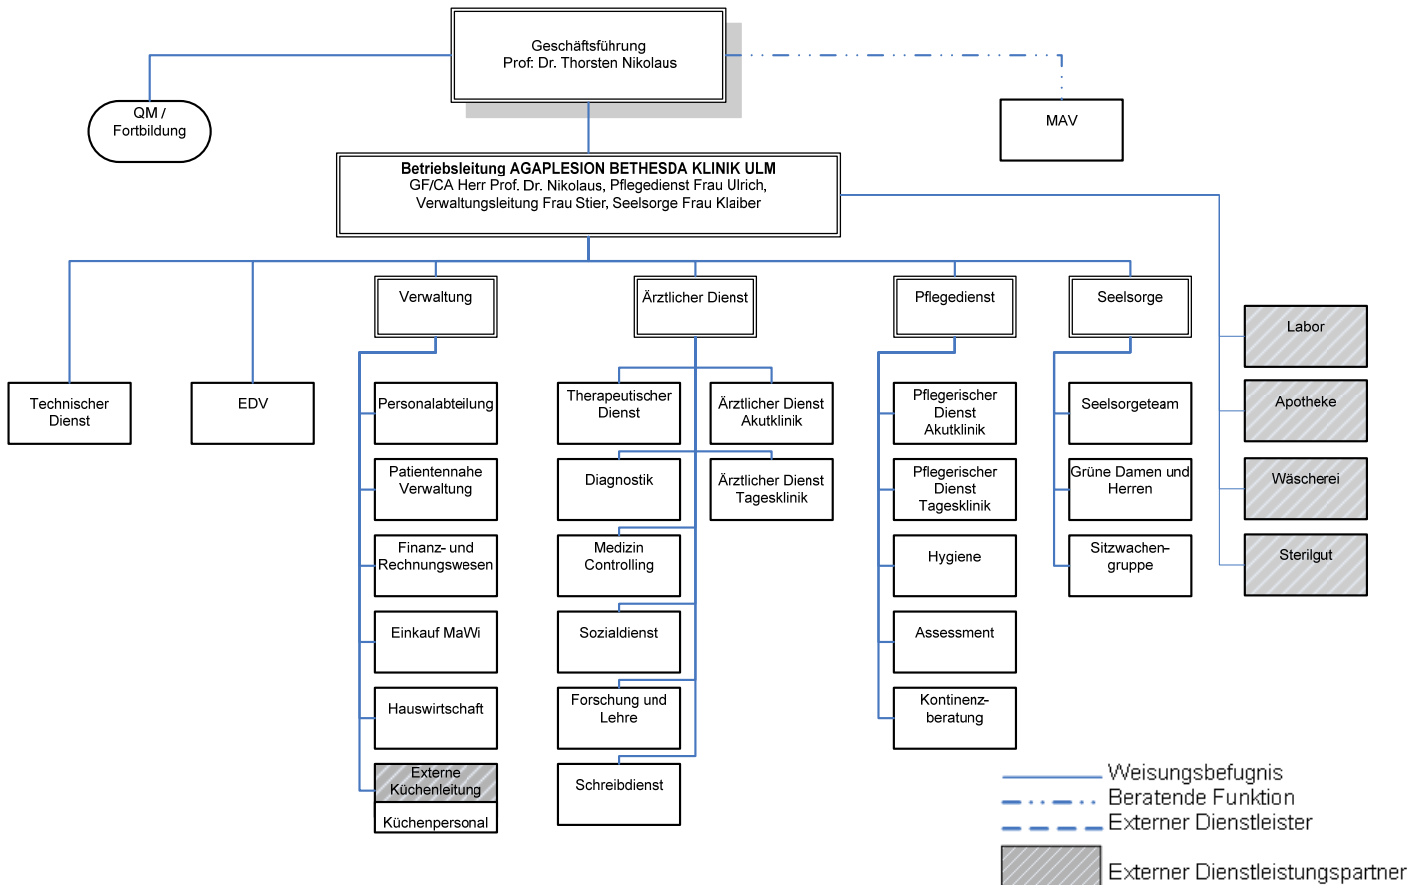 Geschäftsführung
Prof: Dr. Thorsten Nikolaus
QM /
Fortbildung
MAV
Betriebsleitung AGAPLESION BETHESDA KLINIK ULM
GF/CA Herr Prof. Dr. Nikolaus, Pflegedienst Frau Ulrich,
Verwaltungsleitung Frau Stier, Seelsorge Frau Klaiber
Verwaltung
Ärztlicher Dienst
Pflegedienst
Seelsorge
Technischer
Dienst
EDV
Personalabteilung
Patientennahe
Verwaltung
Finanz- und
Rechnungswesen
Einkauf MaWi
Hauswirtschaft
Externe
Küchenleitung
Küchenpersonal
Therapeutischer
Dienst
Diagnostik
Medizin
Controlling
Sozialdienst
Forschung und
Lehre
Schreibdienst
Ärztlicher Dienst
Akutklinik
Ärztlicher Dienst
Tagesklinik
Pflegerischer
Dienst
Akutklinik
Pflegerischer
Dienst
Tagesklinik
Hygiene
Assessment
Kontinenz-
beratung
Seelsorgeteam
Grüne Damen und
Herren
Sitzwachen-
gruppe
Labor
Apotheke
Wäscherei
Sterilgut
Weisungsbefugnis
Beratende Funktion
Externer Dienstleister
Externer Dienstleistungspartner